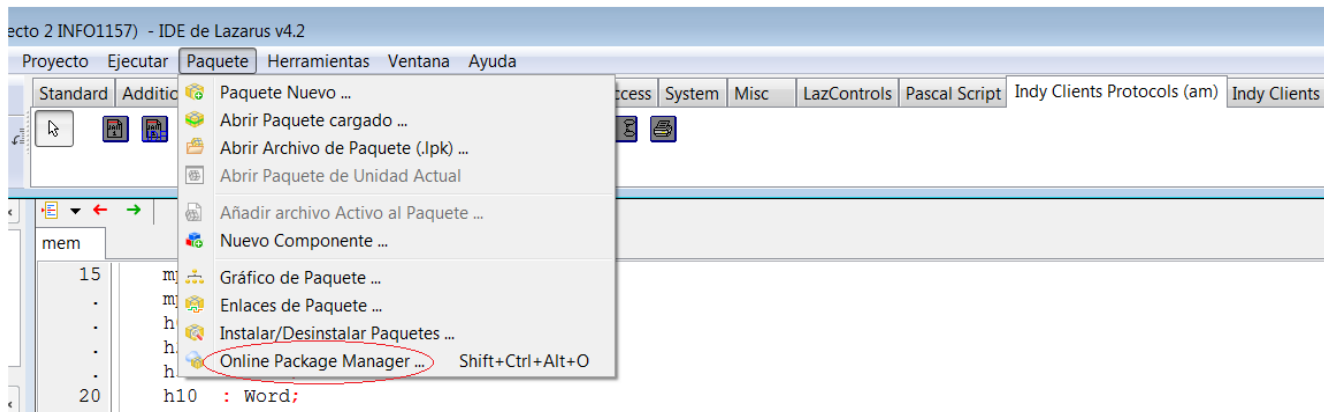 ecto 2 INFO1157) - IDE de Lazarus v4.2
Proyecto Ejecutar Paquete Herramientas Ventana Ayuda
Standard Additic ccess System Misc LazControls Pascal Script Indy Clients Protocols (am) Indy Clients
Paquete Nuevo ...
Abrir Paquete cargado ...
Abrir Archivo de Paquete (.lpk) ...
Abrir Paquete de Unidad Actual
Añadir archivo Activo al Paquete ...
Nuevo Componente ...
Gráfico de Paquete ...
Enlaces de Paquete ...
Instalar/Desinstalar Paquetes ...
Online Package Manager ... Shift+Ctrl+Alt+O
mem
15 m
. m
. h
. h
. h
20 h10 : Word;